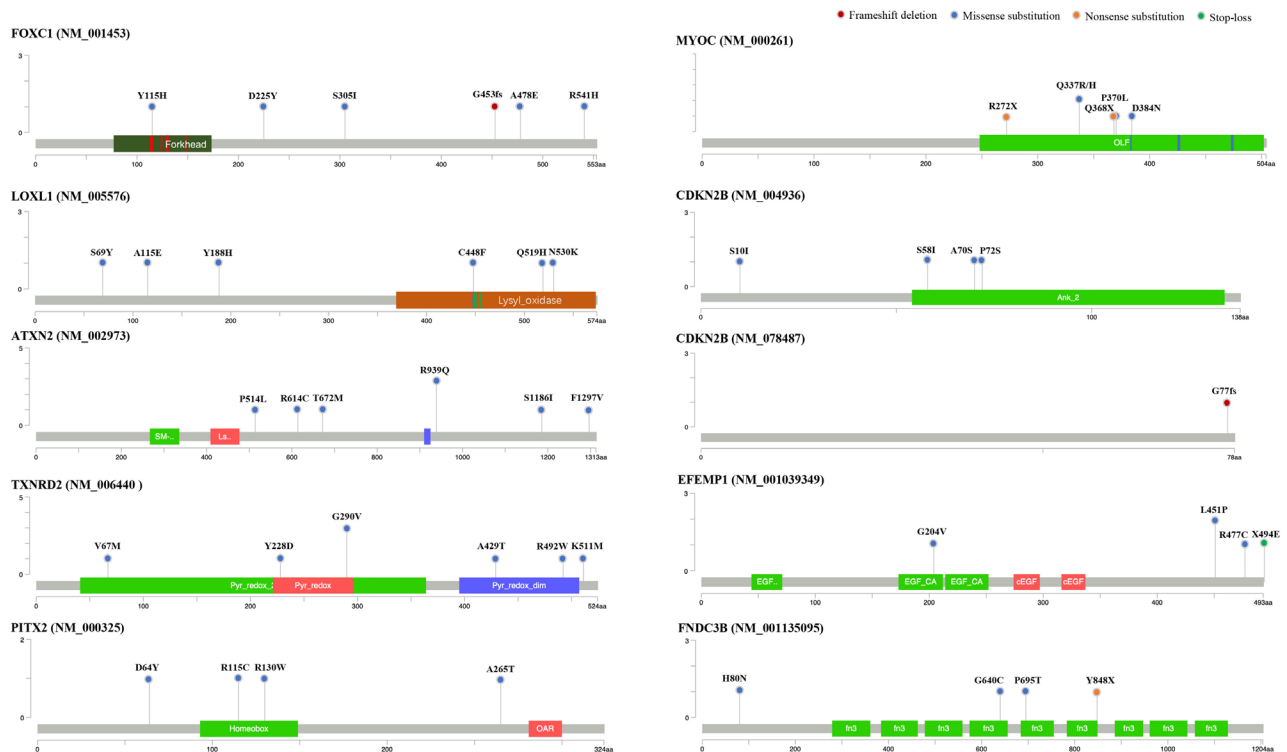 Frameshift deletion Missense substitution Nonsense substitution Stop-loss
FOXC1 (NM_001453)
3
0
Y115H D225Y S305I G453fs A478E R541H
Forkhead
0 100 200 300 400 500 553aa
LOXL1 (NM_005576)
3
0
S69Y A115E Y188H C448F Q519H N530K
Lysyl_oxidase
0 100 200 300 400 500 574aa
ATXN2 (NM_002973)
5
0
P514L R614C T672M R939Q S1186I F1297V
SM-.. Ls..
0 200 400 600 800 1000 1200 1313aa
TXNRD2 (NM_006440 )
5
0
V67M Y228D G290V A429T R492W K511M
Pyr_redox_2 Pyr_redox Pyr_redox_dim
0 100 200 300 400 524aa
PITX2 (NM_000325)
2
0
D64Y R115C R130W A265T
Homeobox OAR
0 100 200 324aa
MYOC (NM_000261)
0
R272X Q337R/H Q368X P370L D384N
OLF
0 200 300 400 504aa
CDKN2B (NM_004936)
3
0
S10I S58I A70S P72S
Ank_2
0 100 138aa
CDKN2B (NM_078487)
3
0
G77fs
0 78aa
EFEMP1 (NM_001039349)
3
0
G204V L451P R477C X494E
EGF.. EGF_CA EGF_CA cEGF cEGF
0 100 200 300 400 493aa
FNDC3B (NM_001135095)
3
0
H80N G640C P695T Y848X
fn3 fn3 fn3 fn3 fn3 fn3 fn3 fn3 fn3
0 200 400 600 800 1000 1204aa